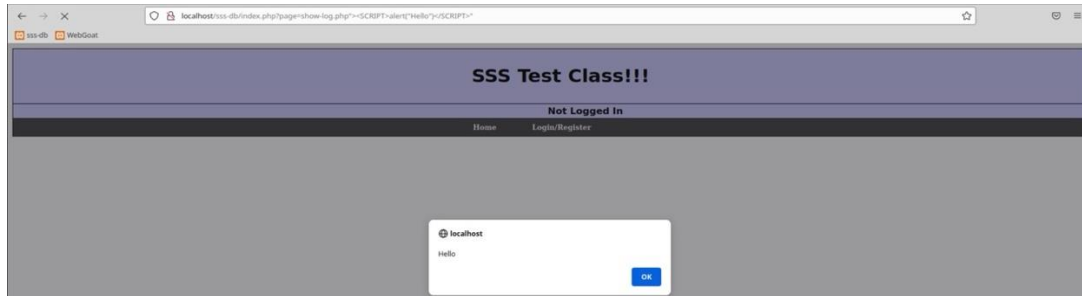 localhost/sss-db/index.php?page=show-log.php"><SCRIPT>alert("Hello")</SCRIPT>"
sss-db WebGoat
SSS Test Class!!!
Not Logged In
Home Login/Register
localhost
Hello
OK